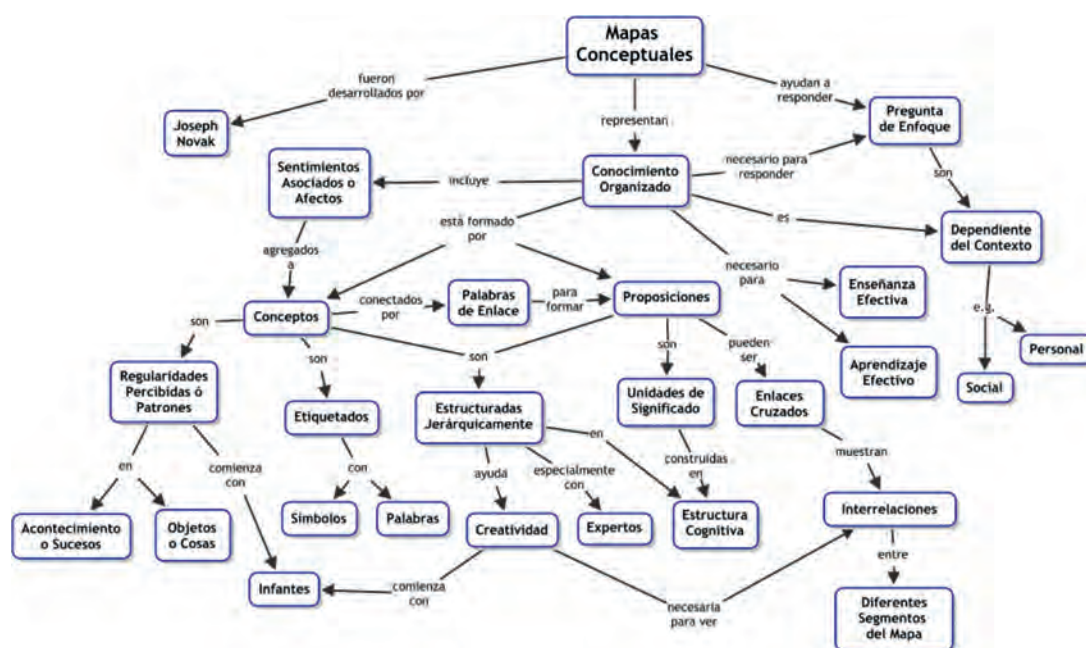 Mapas
Conceptuales
fueron
desarrollados por
ayudan a
responder
representan
Joseph
Novak
Pregunta
de Enfoque
Sentimientos
Asociados o
Afectos
incluye
Conocimiento
Organizado
necesario para
responder
son
está formado
por
es
Dependiente
del Contexto
agregados
a
necesario
para
Enseñanza
Efectiva
Conceptos
conectados
por
Palabras
de Enlace
para
formar
Proposiciones
e.g.
son
son
son
son
pueden
ser
Aprendizaje
Efectivo
Social
Personal
Regularidades
Percibidas ó
Patrones
Etiquetados
Estructuradas
Jerárquicamente
Unidades de
Significado
Enlaces
Cruzados
en
comienza
con
con
ayuda
especialmente
con
en
construidas
en
muestran
Acontecimiento
o Sucesos
Objetos
o Cosas
Símbolos
Palabras
Creatividad
Expertos
Estructura
Cognitiva
Interrelaciones
Infantes
comienza
con
necesaria
para ver
entre
Diferentes
Segmentos
del Mapa